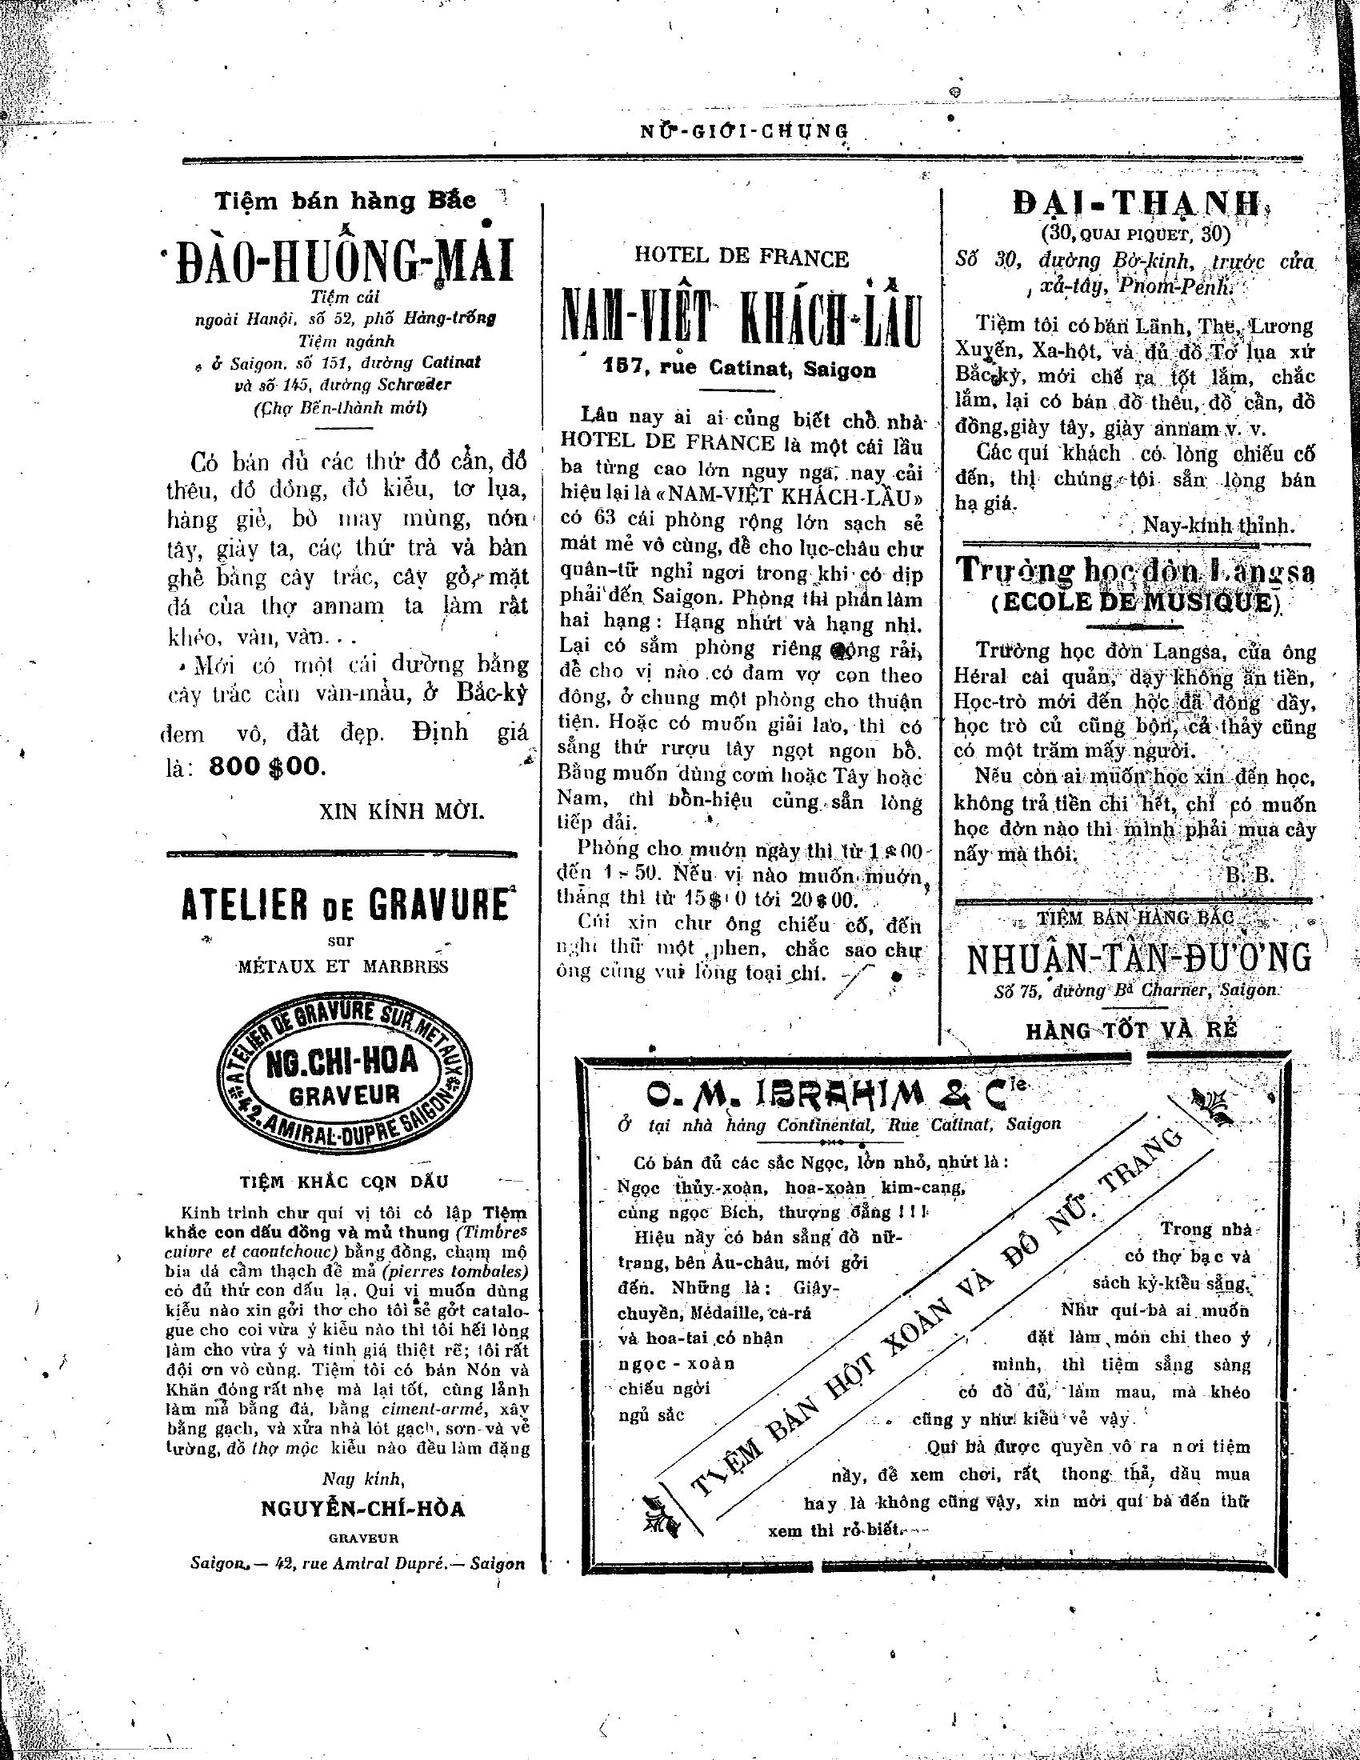 NỮ-GIỚI-CHUNG
Tiệm bán hàng Bắc
ĐÀO-HUỐNG-MAI
Tiệm cái
ngoài Hanội, số 52, phố Hàng-trống
Tiệm ngánh
ở Saigon, số 151, đường Catinat
và số 145, đường Schrœder
(Chợ Bến-thành mới)
Có bán đủ các thứ đồ cẩn, đồ
thêu, đồ đồng, đồ kiểu, tơ lụa,
hàng giẻ, bò may mùng, nón
tây, giày ta, các thứ trà và bàn
ghế bằng cây trắc, cây gỏ, mặt
đá của thợ annam ta làm rất
khéo, vân, vân...
Mới có một cái dường bằng
cây trắc cẩn vàn-mẫu, ở Bắc-kỳ
đem vô, đắt đẹp. Định giá
là: 800 $00.
XIN KÍNH MỜI.
ATELIER DE GRAVURE
sur
MÉTAUX ET MARBRES
ATELIER DE GRAVURE SUR METAUX
NG. CHI-HOA
GRAVEUR
42. AMIRAL-DUPRE SAIGON
TIỆM KHẮC CON DẤU
Kính trình chư quí vị tôi có lập Tiệm
khắc con dấu đồng và mủ thung (Timbres
cuivre et caoutchouc) bằng đồng, chạm mộ
bia đá cẩm thạch để mả (pierres tombales)
có đủ thứ con dấu lạ. Quí vị muốn dùng
kiểu nào xin gởi thơ cho tôi sẻ gởt catalo-
gue cho coi vừa ý kiểu nào thì tôi hết lòng
làm cho vừa ý và tính giá thiệt rẽ; tôi rất
đội ơn vô cùng. Tiệm tôi có bán Nón và
Khăn đóng rất nhẹ mà lại tốt, cũng lảnh
làm mả bằng đá, bằng ciment-armé, xây
bằng gạch, và xửa nhà lót gạch, sơn và vẻ
tường, đồ thợ mộc kiểu nào đều làm đặng
Nay kính,
NGUYỄN-CHÍ-HÒA
GRAVEUR
Saigon — 42, rue Amiral Dupré.— Saigon
HOTEL DE FRANCE
NAM-VIỆT KHÁCH-LẦU
157, rue Catinat, Saigon
Lâu nay ai ai củng biết chỗ nhà
HOTEL DE FRANCE là một cái lầu
ba từng cao lớn nguy nga, nay cải
hiệu lại là «NAM-VIỆT KHÁCH-LẦU»
có 63 cái phòng rộng lớn sạch sẻ
mát mẻ vô cùng, để cho lục-châu chư
quân-tử nghỉ ngơi trong khi có dịp
phải đến Saigon. Phòng thì phân làm
hai hạng: Hạng nhứt và hạng nhì.
Lại có sắm phòng riêng rộng rải,
để cho vị nào có đam vợ con theo
đông, ở chung một phòng cho thuận
tiện. Hoặc có muốn giải lao, thì có
sẳng thứ rượu tây ngọt ngon bổ.
Bằng muốn dùng cơm hoặc Tây hoặc
Nam, thì bổn-hiệu củng sẳn lòng
tiếp đải.
Phòng cho mướn ngày thì từ 1$00
đến 1$50. Nếu vị nào muốn mướn
tháng thì từ 15$00 tới 20$00.
Cúi xin chư ông chiếu cố, đến
nghỉ thử một phen, chắc sao chư
ông củng vui lòng toại chí.
ĐẠI-THẠNH
(30, QUAI PIQUET, 30)
Số 30, đường Bờ-kinh, trước cửa
xả-tây, Pnom-Penh.
Tiệm tôi có bán Lãnh, The, Lương
Xuyến, Xa-hột, và đủ đồ Tơ lụa xứ
Bắc-kỳ, mới chế ra tốt lắm, chắc
lắm, lại có bán đồ thêu, đồ cẩn, đồ
đồng, giày tây, giày annam v. v.
Các quí khách có lòng chiếu cố
đến, thì chúng tôi sẳn lòng bán
hạ giá.
Nay-kính thỉnh.
Trường học đờn Langsa
(ECOLE DE MUSIQUE)
Trường học đờn Langsa, của ông
Héral cai quản, dạy không ăn tiền,
Học-trò mới đến học đã đông dầy,
học trò củ cũng bộn, cả thảy cũng
có một trăm mấy người.
Nếu còn ai muốn học xin đến học,
không trả tiền chi hết, chỉ có muốn
học đờn nào thì mình phải mua cây
nấy mà thôi.
B. B.
TIỆM BÁN HÀNG BẮC
NHUẬN-TÂN-ĐƯỜNG
Số 75, đường Bd Charner, Saigon.
HÀNG TỐT VÀ RẺ
O. M. IBRAHIM & Cie
Ở tại nhà hàng Continental, Rue Catinat, Saigon
Có bán đủ các sắc Ngọc, lớn nhỏ, nhứt là:
Ngọc thủy-xoàn, hoa-xoàn kim-cang,
cùng ngọc Bích, thượng đẳng !!!
Hiệu nầy có bán sẳng đồ nữ-
trang, bên Âu-châu, mới gởi
đến. Những là: Giây-
chuyền, Médaille, cà-rá
và hoa-tai có nhận
ngọc - xoàn
chiếu ngời
ngủ sắc
TIỆM BÁN HỘT XOÀN VÀ ĐỒ NỮ TRANG
Trong nhà
có thợ bạc và
sách kỷ-kiểu sẳng.
Như quí-bà ai muốn
đặt làm món chi theo ý
mình, thì tiệm sẳng sàng
có đồ đủ, làm mau, mà khéo
cũng y như kiểu vẻ vậy.
Quí bà được quyền vô ra nơi tiệm
nầy, để xem chơi, rất thong thả, dầu mua
hay là không cũng vậy, xin mời quí bà đến thử
xem thì rỏ biết.